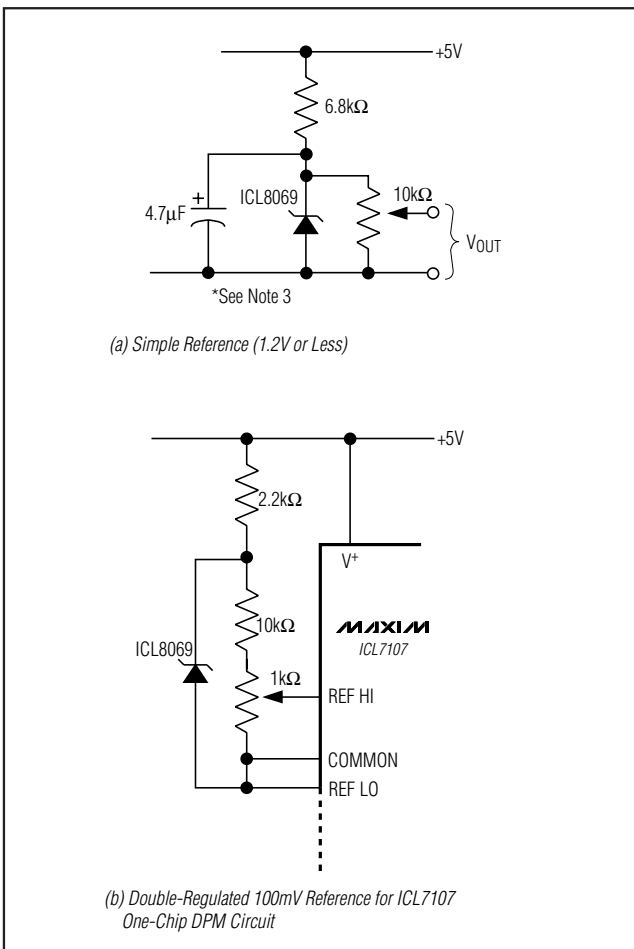 +5V
6.8kΩ
ICL8069
10kΩ
+
4.7μF
VOUT
*See Note 3
(a) Simple Reference (1.2V or Less)
+5V
2.2kΩ
V+
10kΩ
MAXIM
ICL7107
ICL8069
1kΩ
REF HI
COMMON
REF LO
(b) Double-Regulated 100mV Reference for ICL7107
One-Chip DPM Circuit